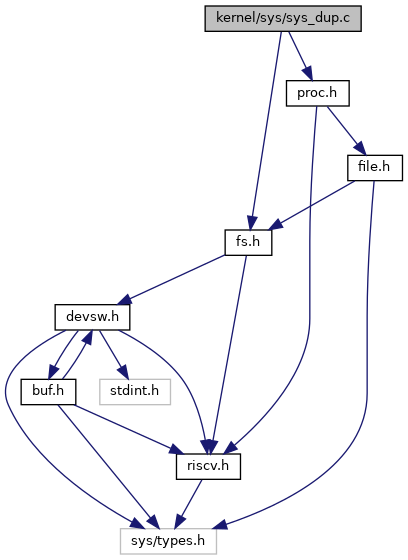 kernel/sys/sys_dup.c
proc.h
file.h
fs.h
devsw.h
buf.h
stdint.h
riscv.h
sys/types.h